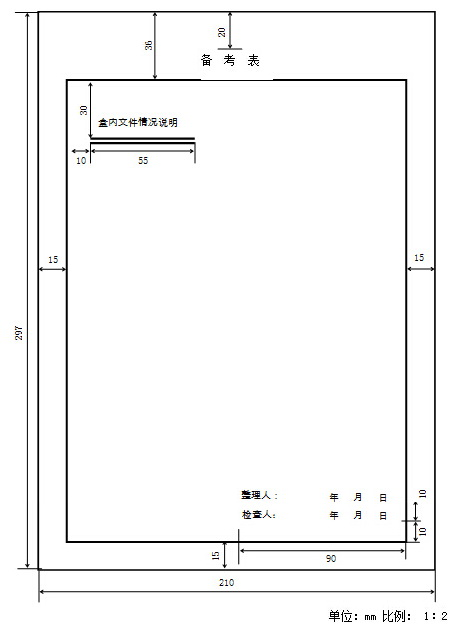 36
20
备 考 表
30
盒内文件情况说明
10
55
15
15
297
整理人： 年 月 日
10
检查人： 年 月 日
10
15
90
210
单位：mm 比例： 1：2